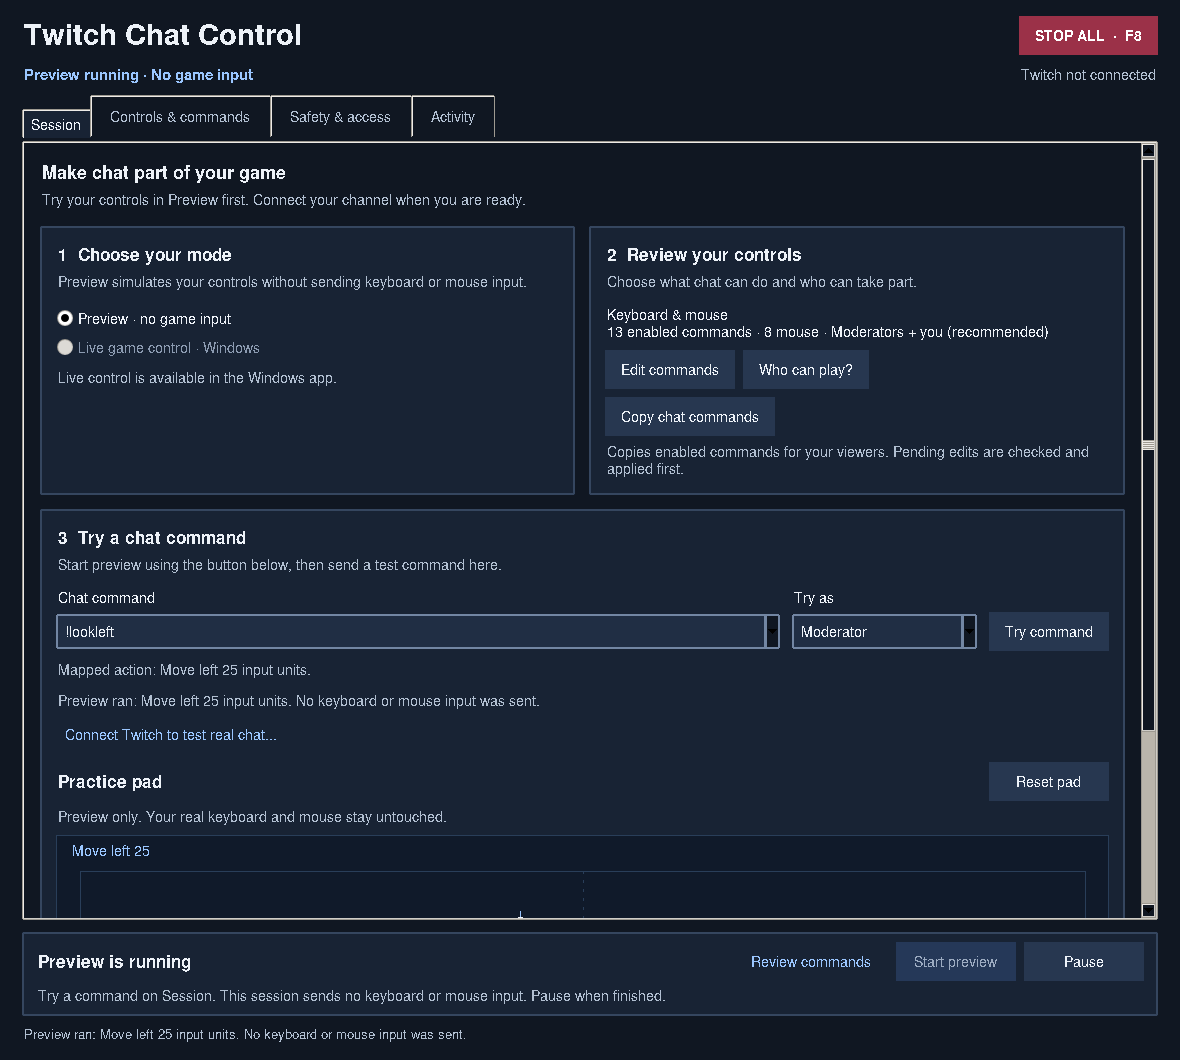 Twitch Chat Control
STOP ALL · F8
Preview running · No game input
Twitch not connected
Session
Controls & commands
Safety & access
Activity
Make chat part of your game
Try your controls in Preview first. Connect your channel when you are ready.
1 Choose your mode
Preview simulates your controls without sending keyboard or mouse input.
Preview · no game input
Live game control · Windows
Live control is available in the Windows app.
2 Review your controls
Choose what chat can do and who can take part.
Keyboard & mouse
13 enabled commands · 8 mouse · Moderators + you (recommended)
Edit commands
Who can play?
Copy chat commands
Copies enabled commands for your viewers. Pending edits are checked and
applied first.
3 Try a chat command
Start preview using the button below, then send a test command here.
Chat command
Try as
!lookleft
Moderator
Try command
Mapped action: Move left 25 input units.
Preview ran: Move left 25 input units. No keyboard or mouse input was sent.
Connect Twitch to test real chat...
Practice pad
Reset pad
Preview only. Your real keyboard and mouse stay untouched.
Move left 25
Preview is running
Review commands
Start preview
Pause
Try a command on Session. This session sends no keyboard or mouse input. Pause when finished.
Preview ran: Move left 25 input units. No keyboard or mouse input was sent.